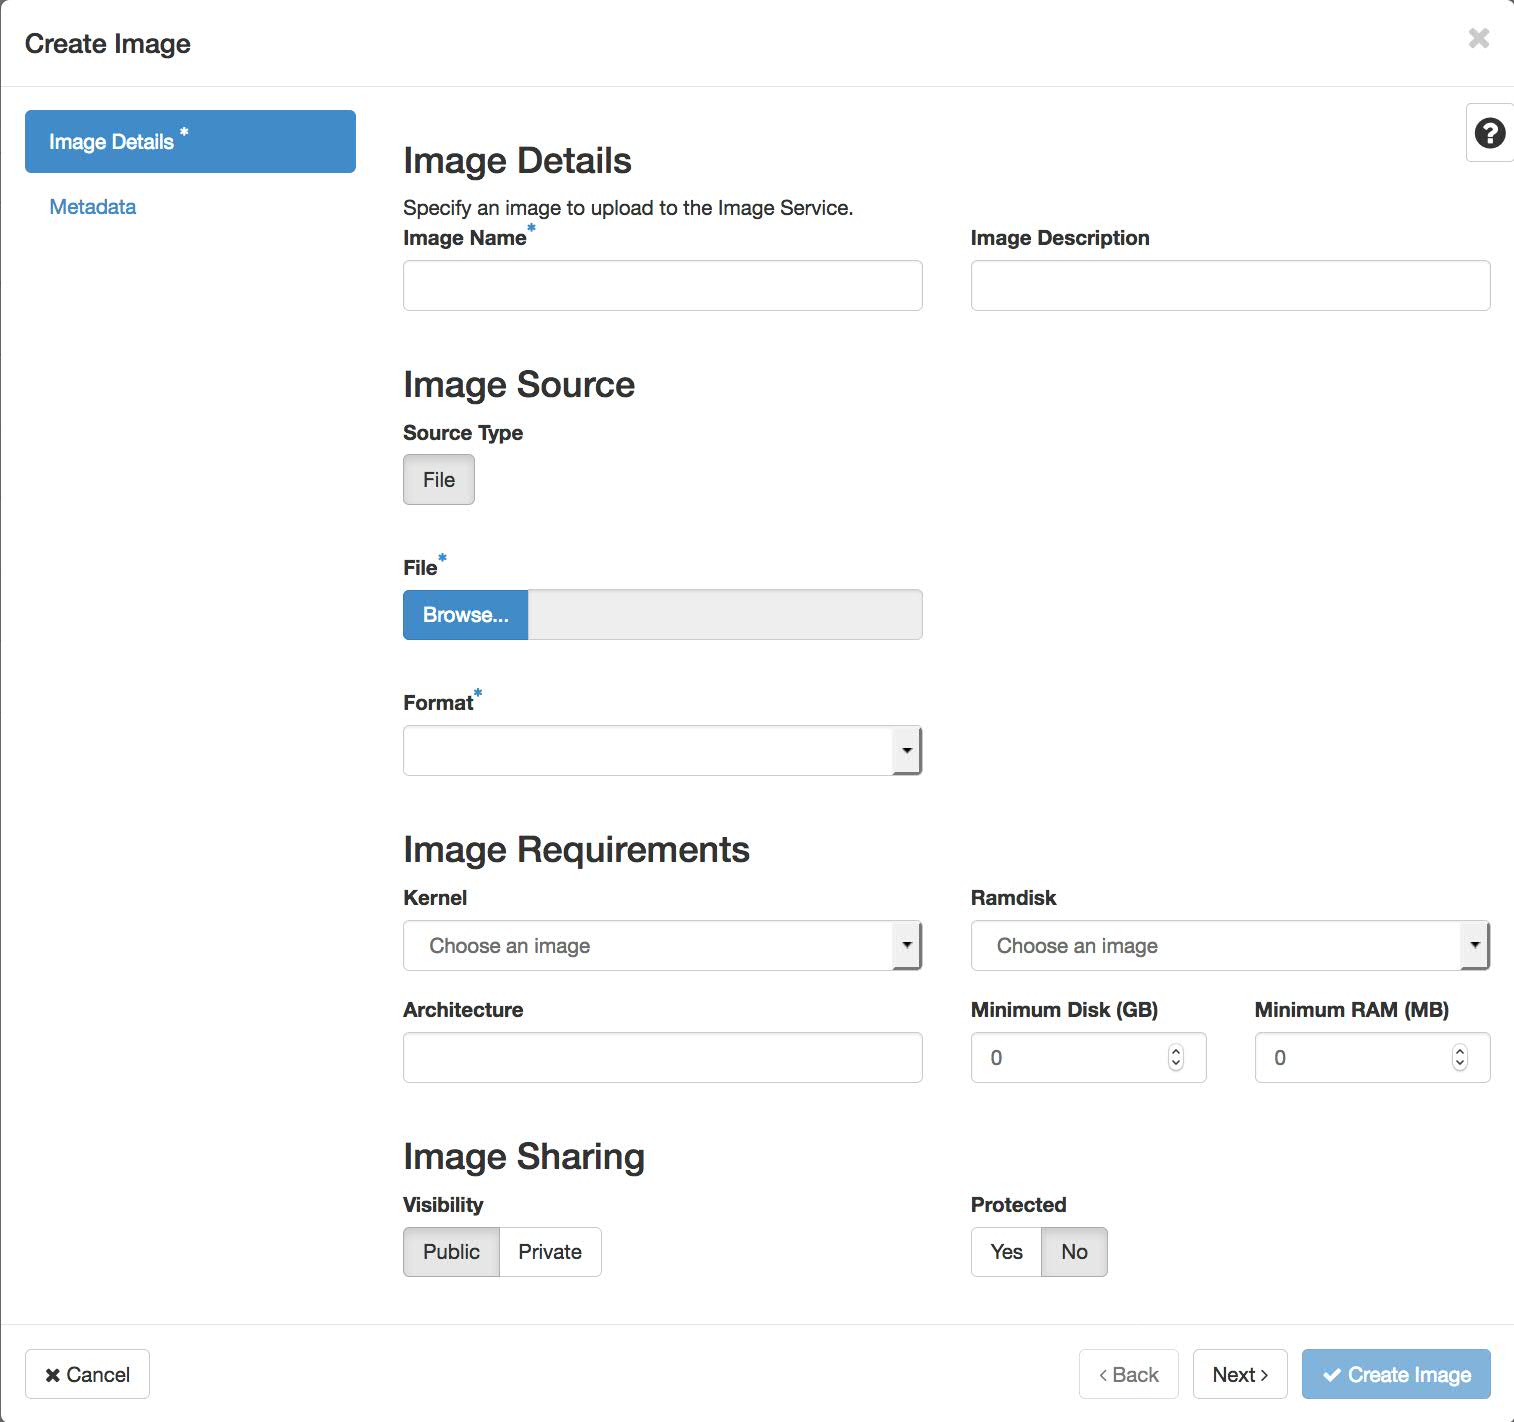 Create Image
Image Details *
Metadata
Image Details
Specify an image to upload to the Image Service.
Image Name* Image Description
Image Source
Source Type
File
File*
Browse...
Format*
Image Requirements
Kernel Ramdisk
Choose an image Choose an image
Architecture Minimum Disk (GB) Minimum RAM (MB)
0 0
Image Sharing
Visibility Protected
Public Private Yes No
Cancel Back Next Create Image